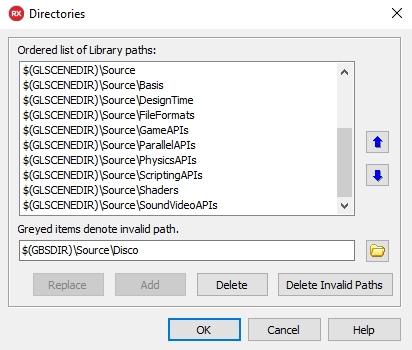 RX Directories
Ordered list of Library paths:
$(GLSCENEDIR)\Source
$(GLSCENEDIR)\Source\Basis
$(GLSCENEDIR)\Source\DesignTime
$(GLSCENEDIR)\Source\FileFormats
$(GLSCENEDIR)\Source\GameAPIs
$(GLSCENEDIR)\Source\ParallelAPIs
$(GLSCENEDIR)\Source\PhysicsAPIs
$(GLSCENEDIR)\Source\ScriptingAPIs
$(GLSCENEDIR)\Source\Shaders
$(GLSCENEDIR)\Source\SoundVideoAPIs
Greyed items denote invalid path.
$(GBSDIR)\Source\Disco
Replace Add Delete Delete Invalid Paths
OK Cancel Help